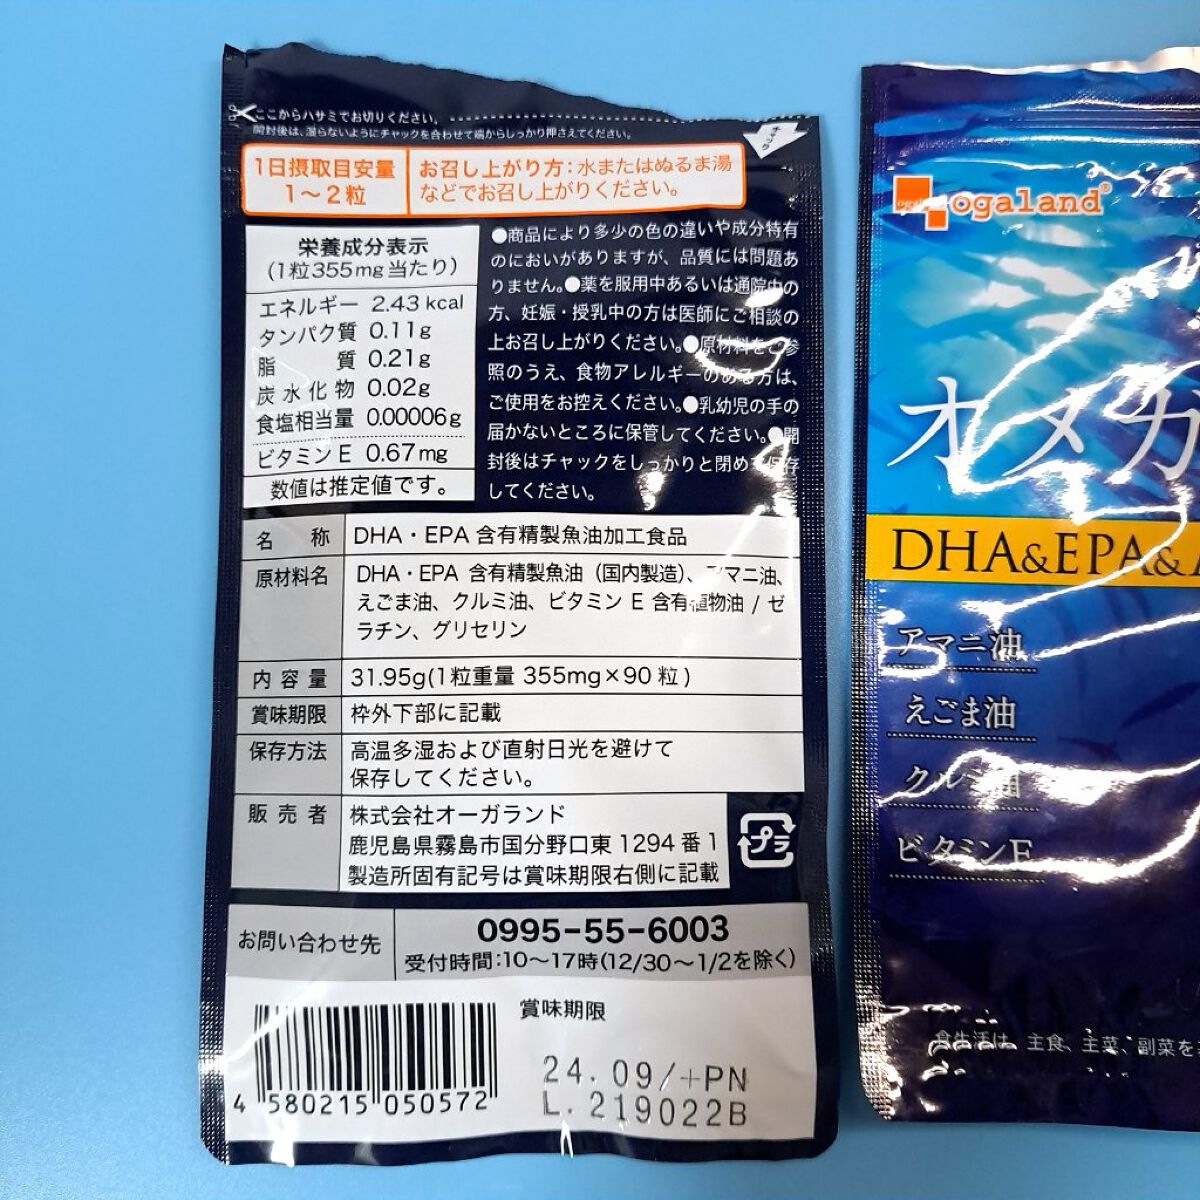 ここからハサミでお切りください。
開封後は、湿らないようにチャックを合わせて端からしっかり押さえてください。
チャック
1日摂取目安量
1～2粒
お召し上がり方：水またはぬるま湯
などでお召し上がりください。
栄養成分表示
(1粒355mg当たり)
エネルギー 2.43kcal
タンパク質 0.11g
脂質 0.21g
炭水化物 0.02g
食塩相当量 0.00006g
ビタミンE 0.67mg
数値は推定値です。
●商品により多少の色の違いや成分特有
のにおいがありますが、品質には問題あ
りません。●薬を服用中あるいは通院中の
方、妊娠・授乳中の方は医師にご相談の
上お召し上がりください。●原材料をご参
照のうえ、食物アレルギーのある方は、
ご使用をお控えください。●乳幼児の手の
届かないところに保管してください。●開
封後はチャックをしっかりと閉めて保存
してください。
名称 DHA・EPA含有精製魚油加工食品
原材料名 DHA・EPA 含有精製魚油（国内製造）、アマニ油、
えごま油、クルミ油、ビタミン E 含有植物油 / ゼ
ラチン、グリセリン
内容量 31.95g(1粒重量 355mg×90粒)
賞味期限 枠外下部に記載
保存方法 高温多湿および直射日光を避けて
保存してください。
販売者 株式会社オーガランド
鹿児島県霧島市国分野口東1294番1
製造所固有記号は賞味期限右側に記載
プラ
お問い合わせ先
0995-55-6003
受付時間：10～17時(12/30～1/2を除く)
賞味期限
24.09/+PN
L.219022B
4 580215 050572
ogaland®
オメガ
DHA&EPA&
アマニ油
えごま油
クルミ油
ビタミンE
食生活は、主食、主菜、副菜を